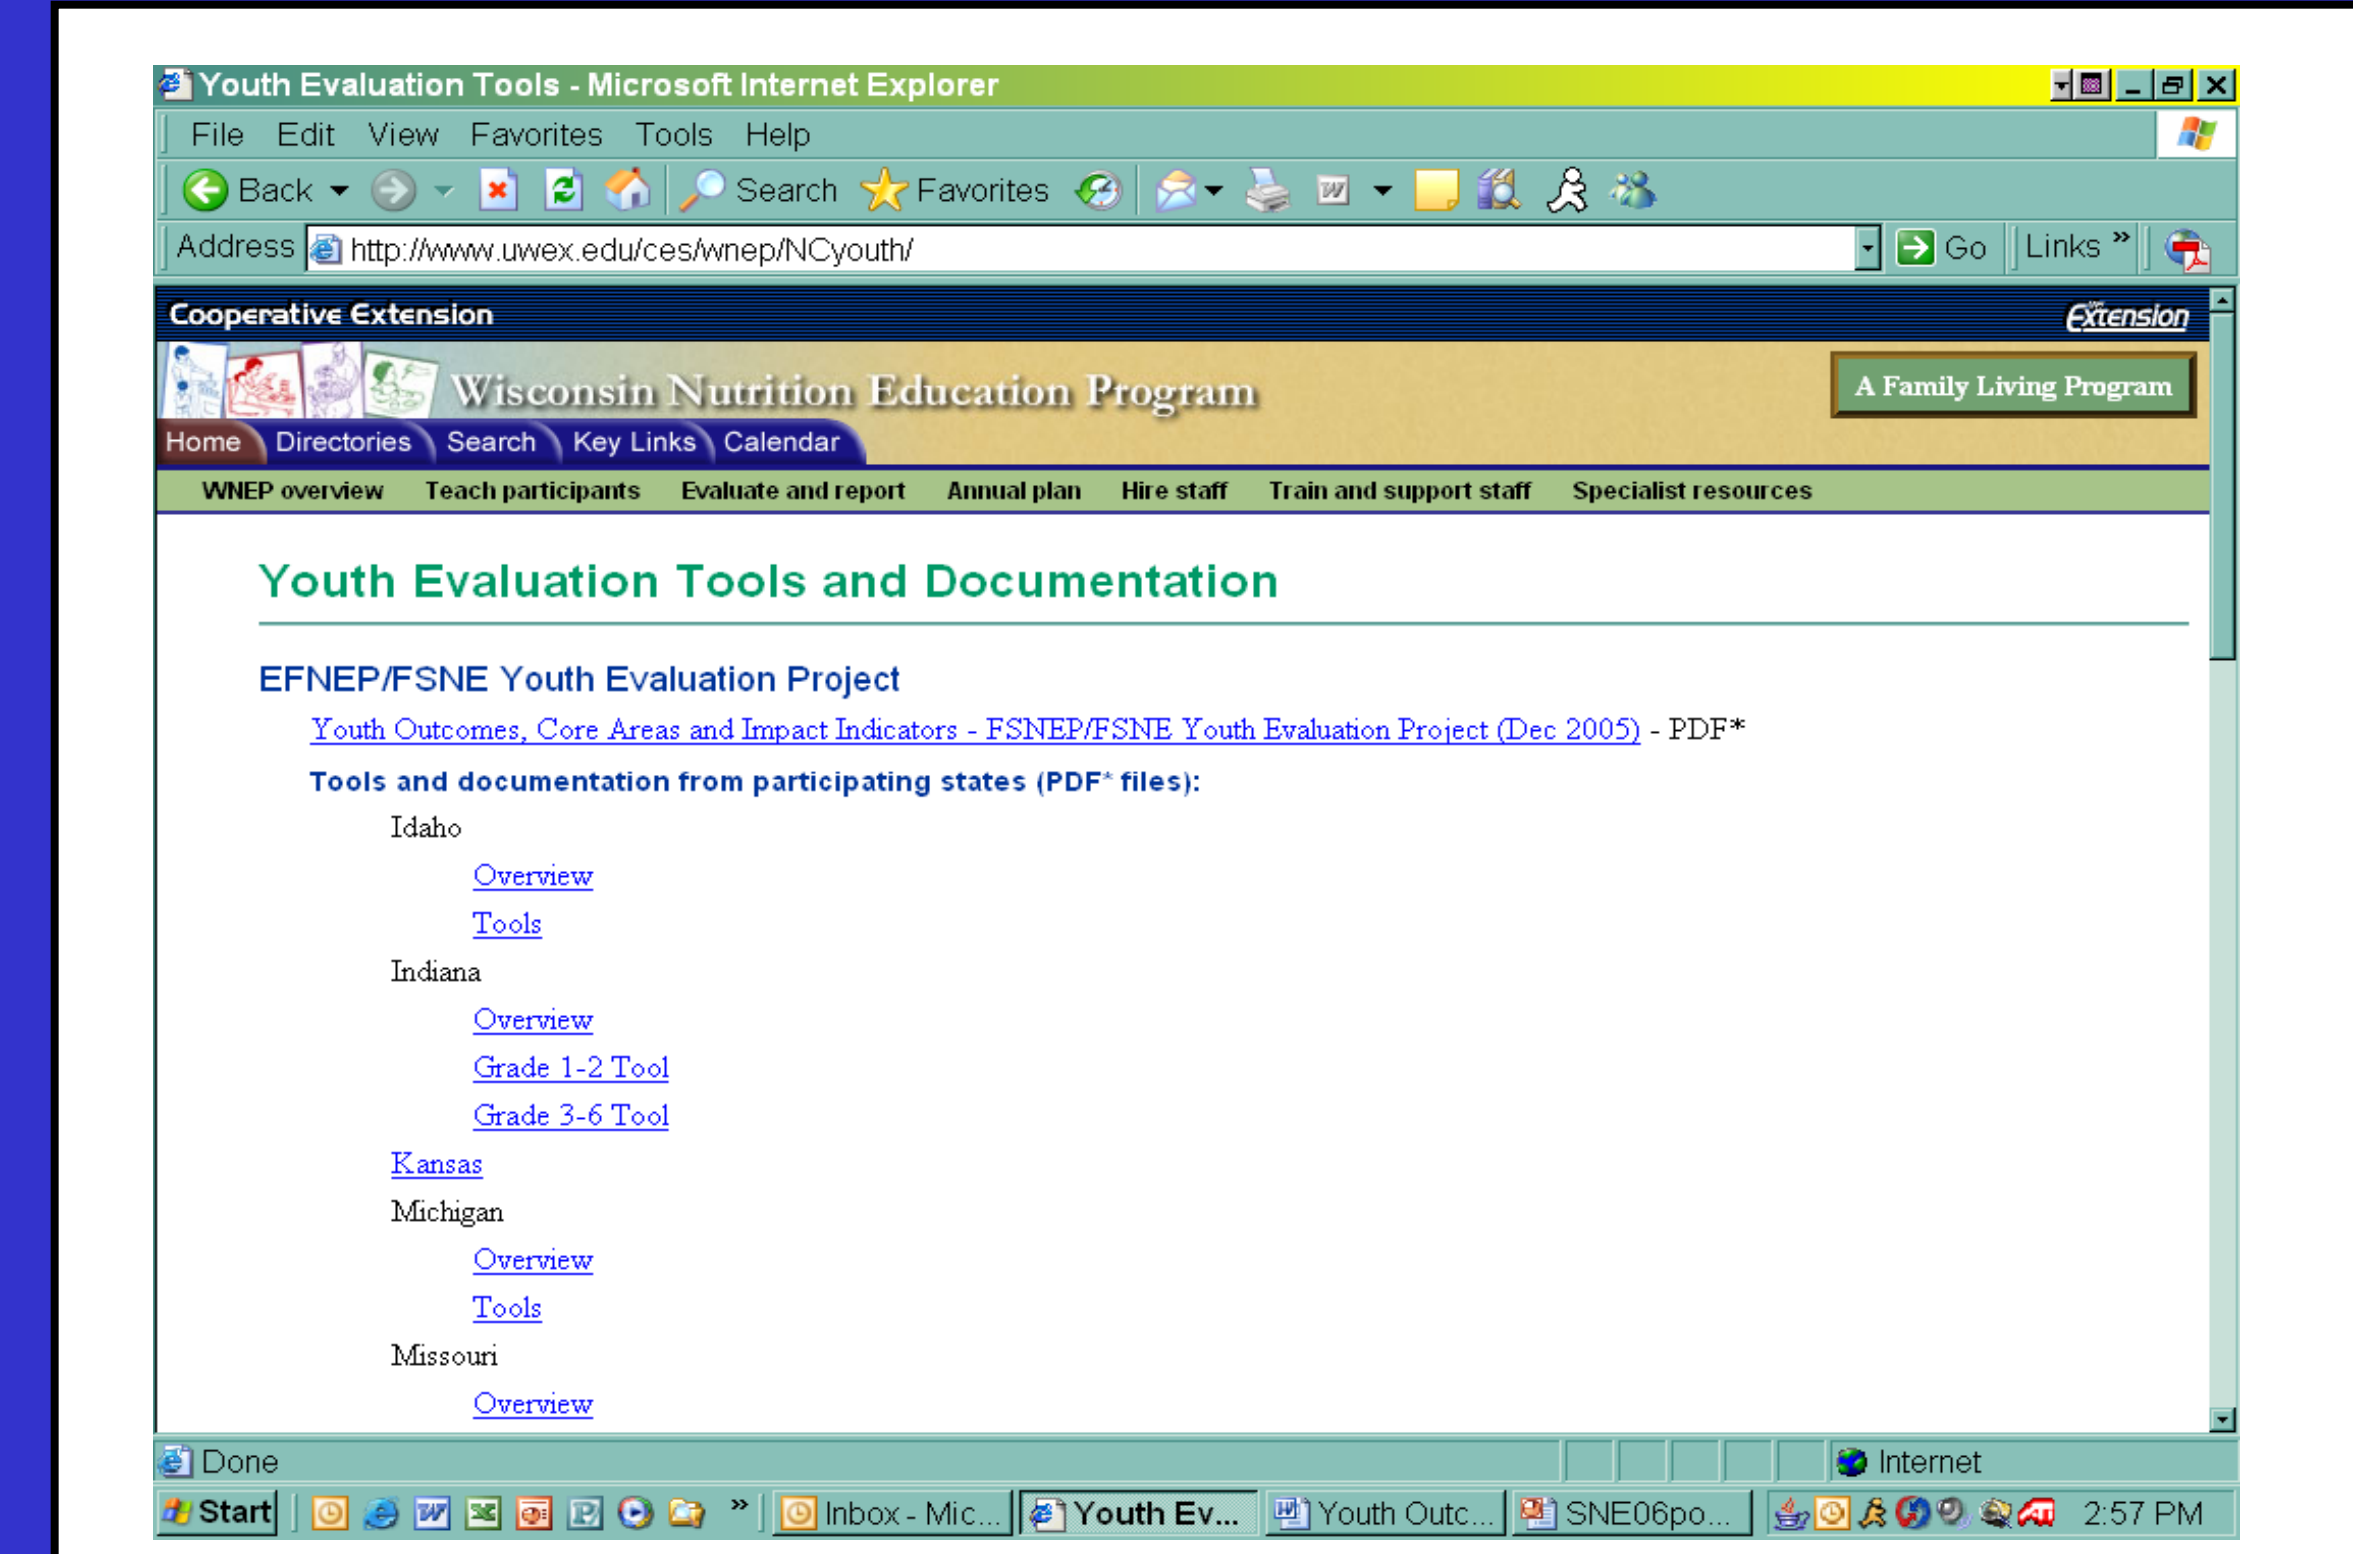 Youth Evaluation Tools - Microsoft Internet Explorer
File Edit View Favorites Tools Help
Back Search Favorites
Address http://www.uwex.edu/ces/wnep/NCyouth/ Go Links »
Cooperative Extension Extension
Wisconsin Nutrition Education Program A Family Living Program
Home Directories Search Key Links Calendar
WNEP overview Teach participants Evaluate and report Annual plan Hire staff Train and support staff Specialist resources
Youth Evaluation Tools and Documentation
EFNEP/FSNE Youth Evaluation Project
Youth Outcomes, Core Areas and Impact Indicators - FSNEP/FSNE Youth Evaluation Project (Dec 2005) - PDF*
Tools and documentation from participating states (PDF* files):
Idaho
Overview
Tools
Indiana
Overview
Grade 1-2 Tool
Grade 3-6 Tool
Kansas
Michigan
Overview
Tools
Missouri
Overview
Done Internet
Start » Inbox - Mic... Youth Ev... Youth Outc... SNE06po... 2:57 PM